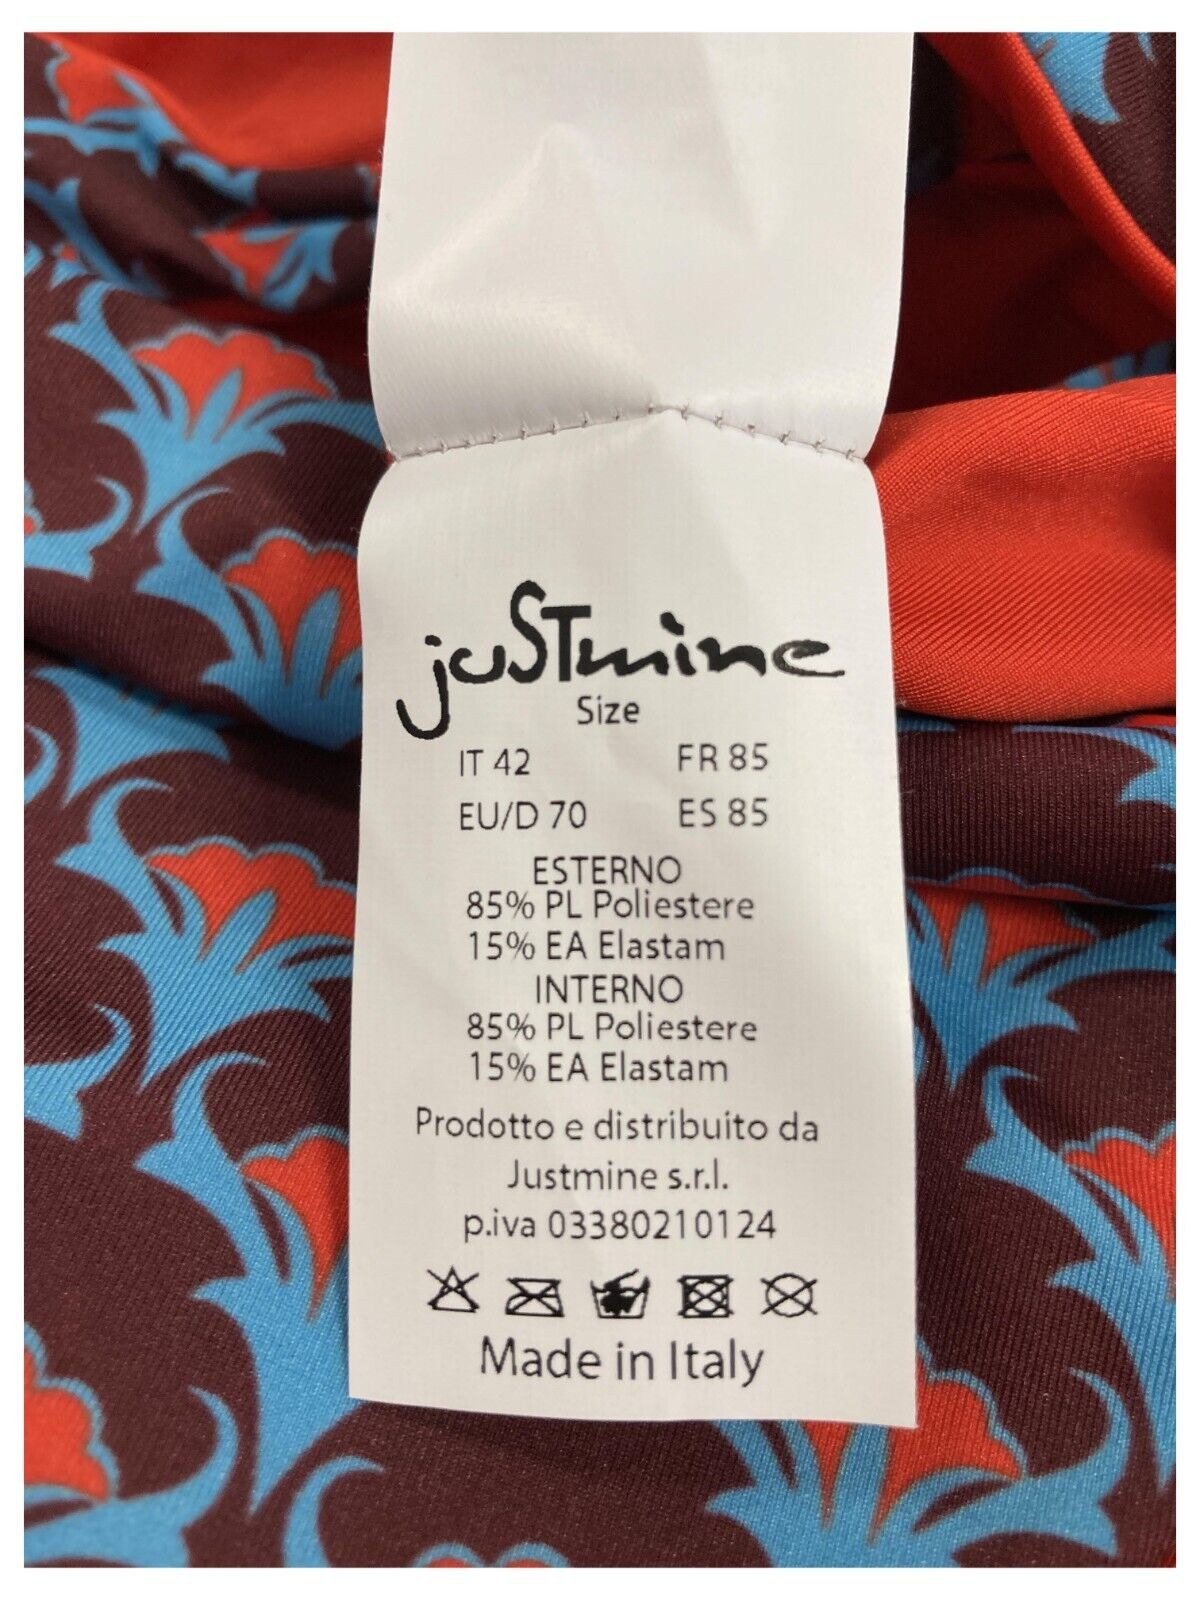 juSTmine
Size
IT 42 FR 85
EU/D 70 ES 85
ESTERNO
85% PL Poliestere
15% EA Elastam
INTERNO
85% PL Poliestere
15% EA Elastam
Prodotto e distribuito da
Justmine s.r.l.
p.iva 03380210124
Made in Italy